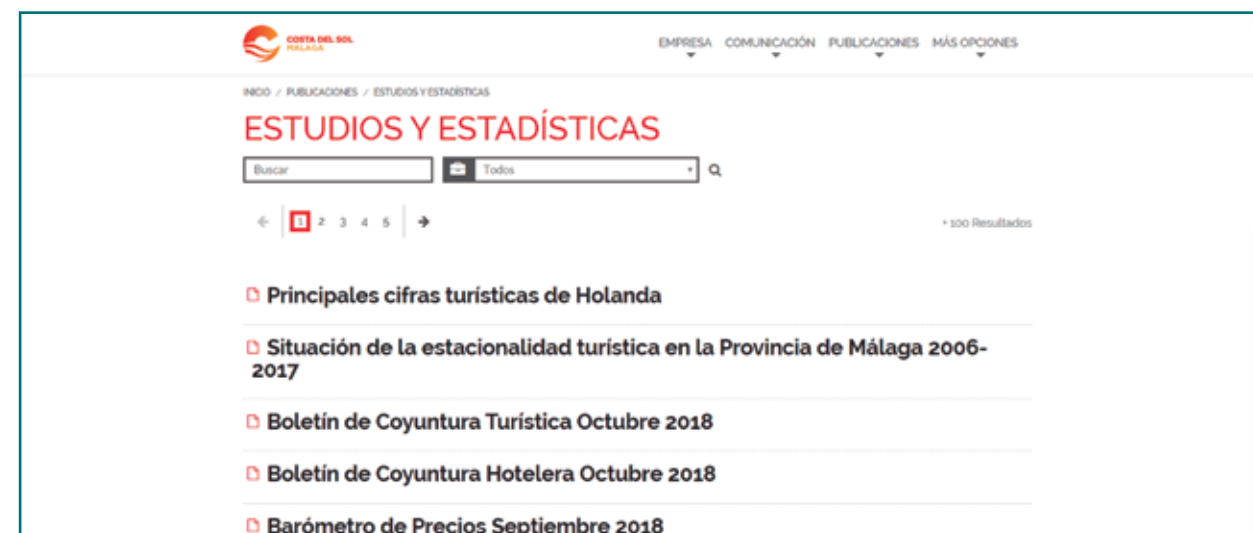 COSTA DEL SOL
MÁLAGA
EMPRESA COMUNICACIÓN PUBLICACIONES MÁS OPCIONES
INICIO / PUBLICACIONES / ESTUDIOS Y ESTADÍSTICAS
ESTUDIOS Y ESTADÍSTICAS
Buscar Todos
1 2 3 4 5
+100 Resultados
Principales cifras turísticas de Holanda
Situación de la estacionalidad turística en la Provincia de Málaga 2006-
2017
Boletín de Coyuntura Turística Octubre 2018
Boletín de Coyuntura Hotelera Octubre 2018
Barómetro de Precios Septiembre 2018